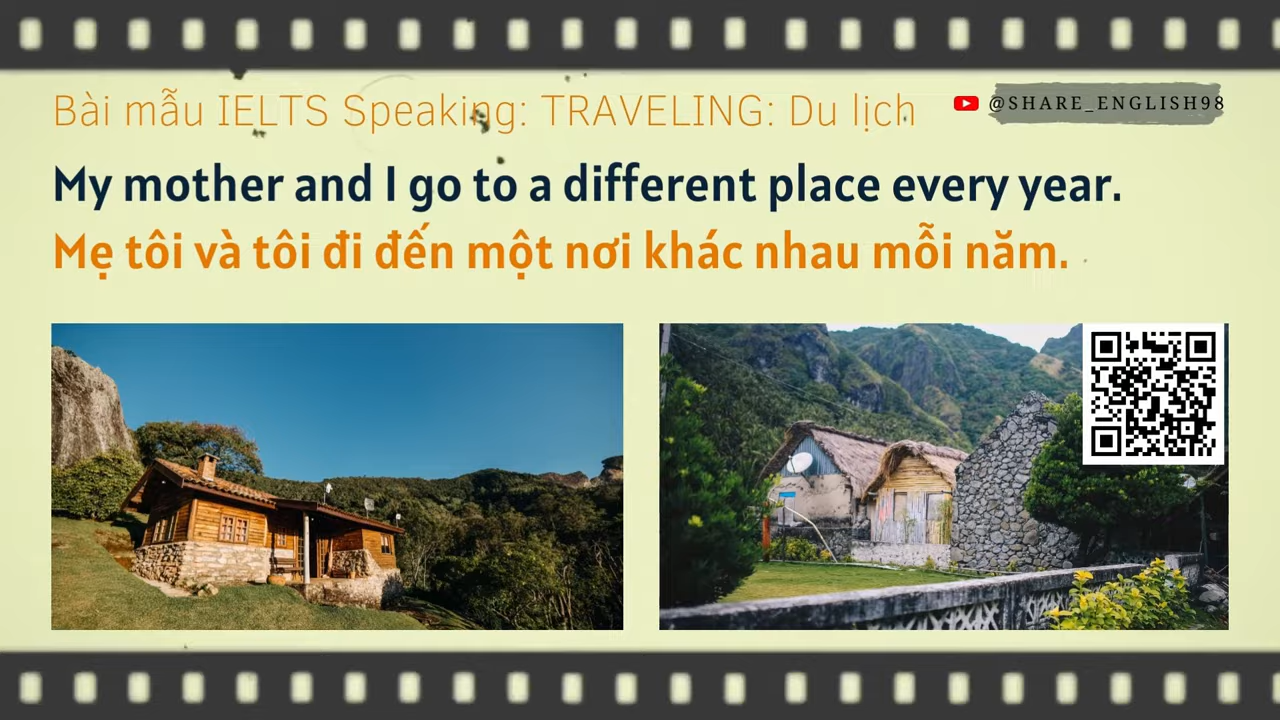 Bài mẫu IELTS Speaking: TRAVELING: Du lịch
@SHARE_ENGLISH98
My mother and I go to a different place every year.
Mẹ tôi và tôi đi đến một nơi khác nhau mỗi năm.